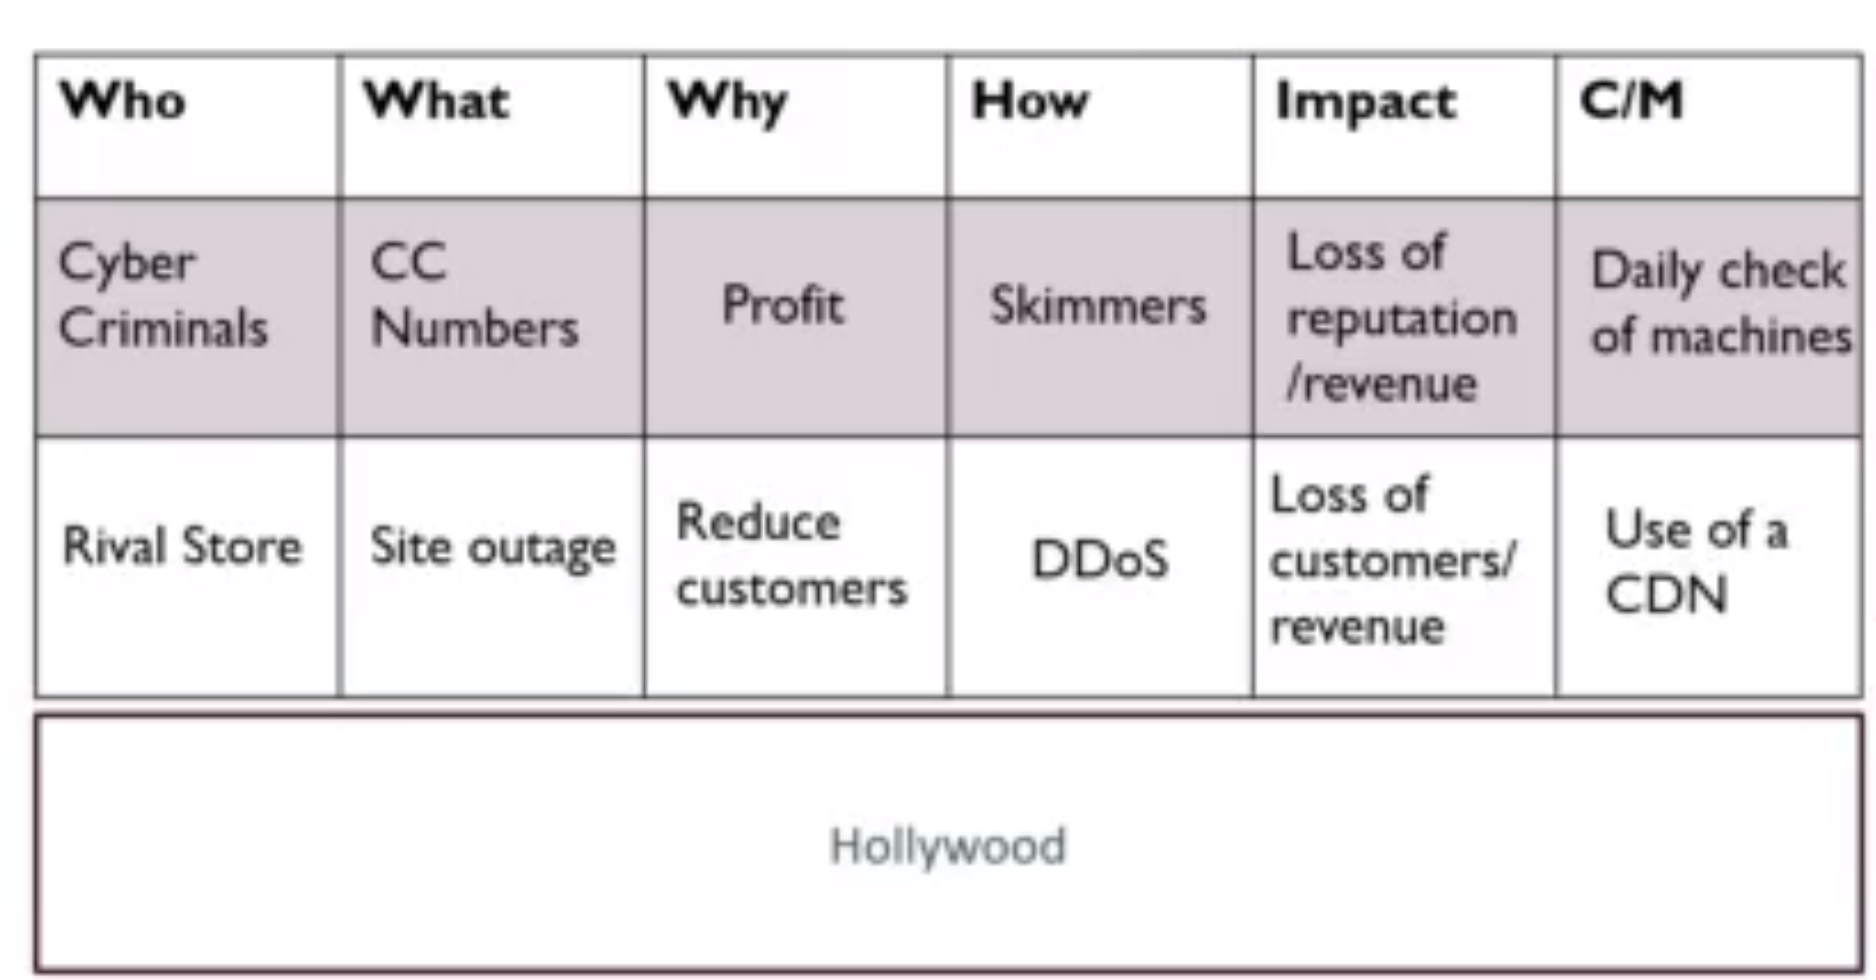 Who What Why How Impact C/M
Cyber
Criminals
CC
Numbers
Profit
Skimmers
Loss of
reputation
/revenue
Daily check
of machines
Rival Store
Site outage
Reduce
customers
DDoS
Loss of
customers/
revenue
Use of a
CDN
Hollywood